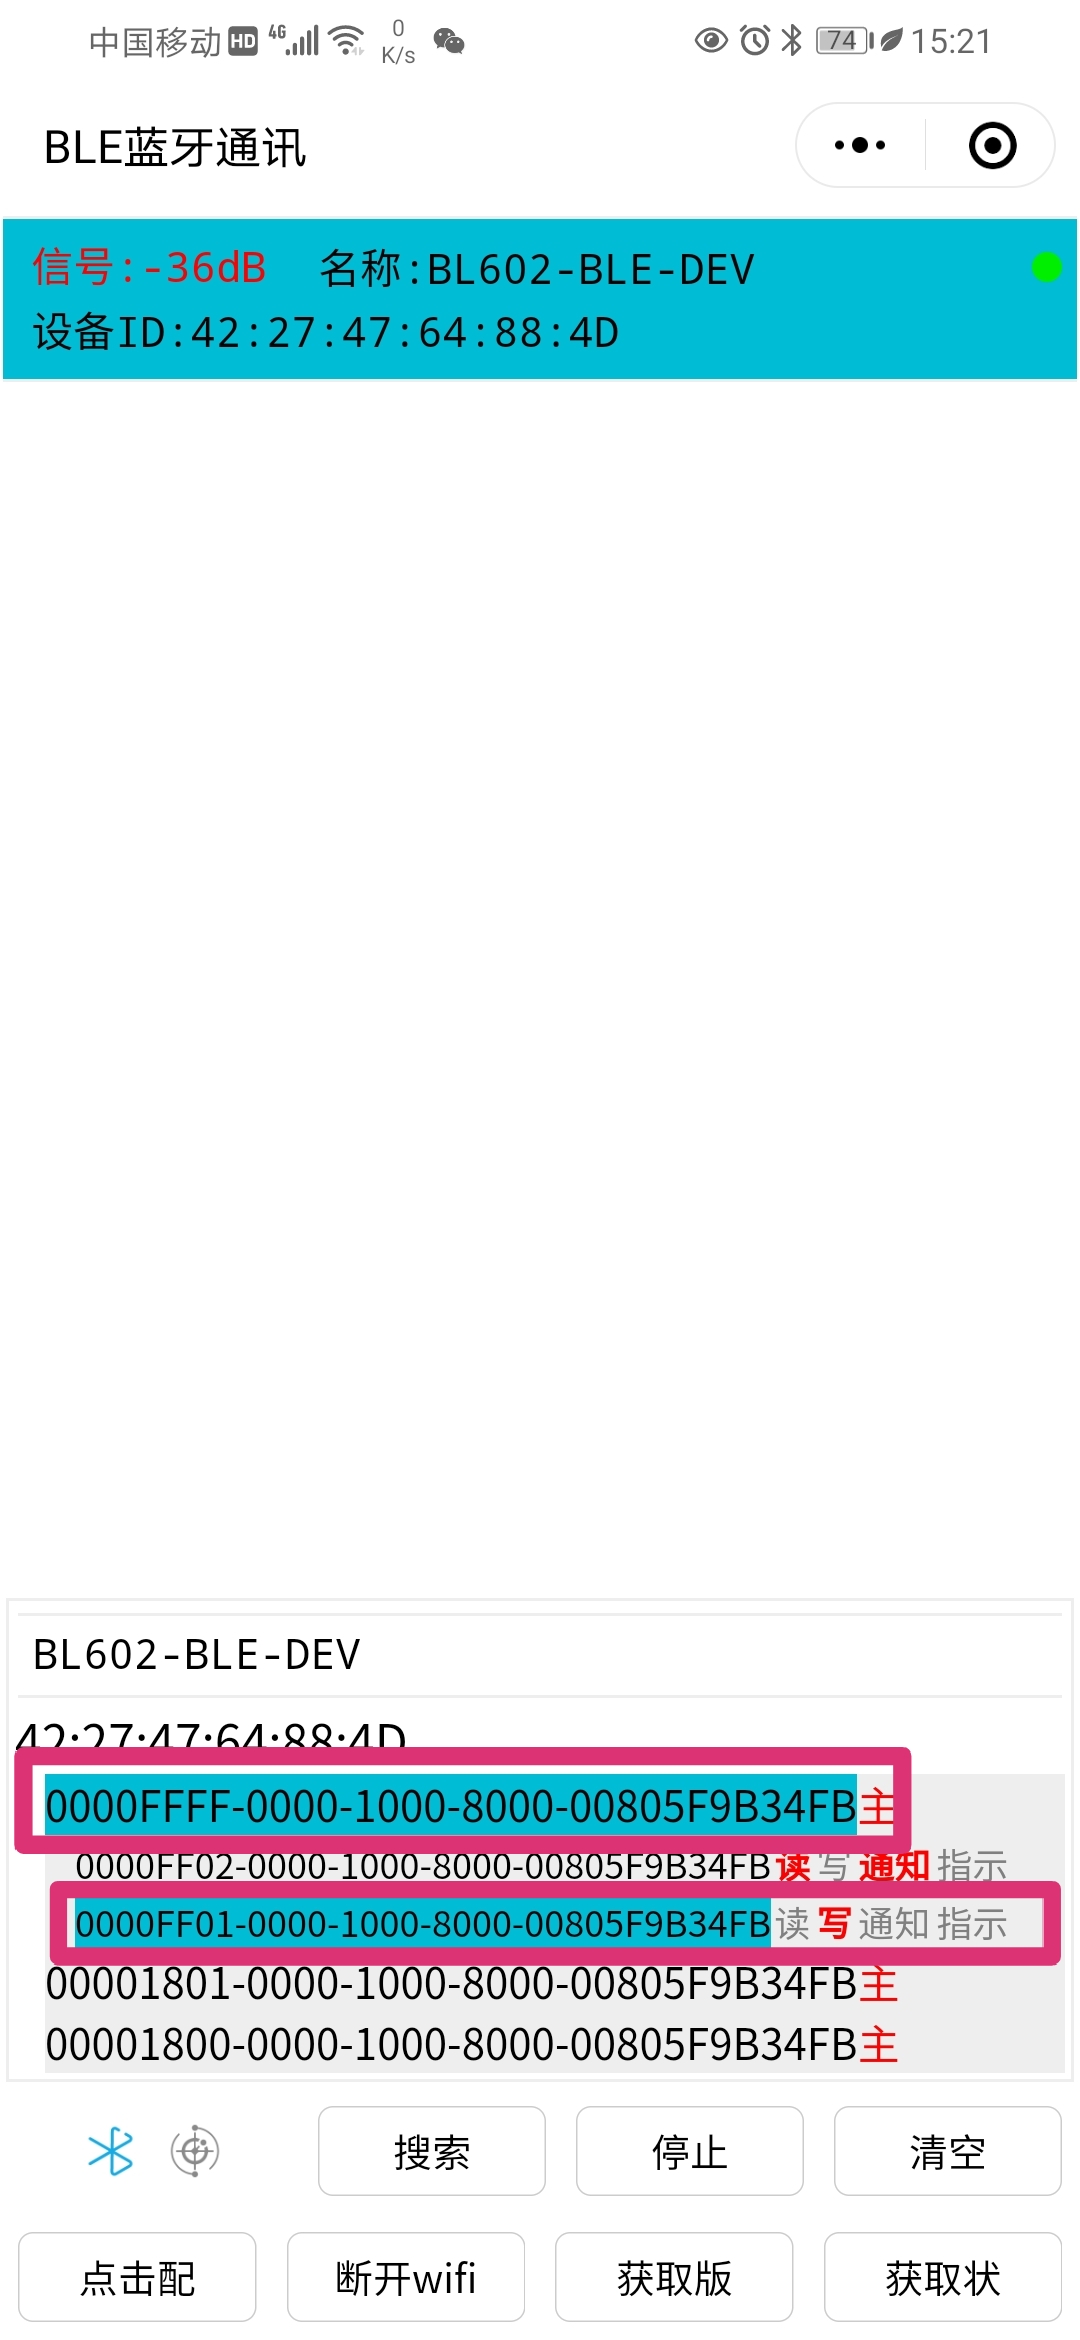 中国移动 HD 4G 0 K/s 74 15:21
BLE蓝牙通讯
信号:-36dB 名称:BL602-BLE-DEV
设备ID:42:27:47:64:88:4D
BL602-BLE-DEV
42:27:47:64:88:4D
0000FFFF-0000-1000-8000-00805F9B34FB主
0000FF02-0000-1000-8000-00805F9B34FB读 写 通知 指示
0000FF01-0000-1000-8000-00805F9B34FB读 写 通知 指示
00001801-0000-1000-8000-00805F9B34FB主
00001800-0000-1000-8000-00805F9B34FB主
搜索 停止 清空
点击配 断开wifi 获取版 获取状